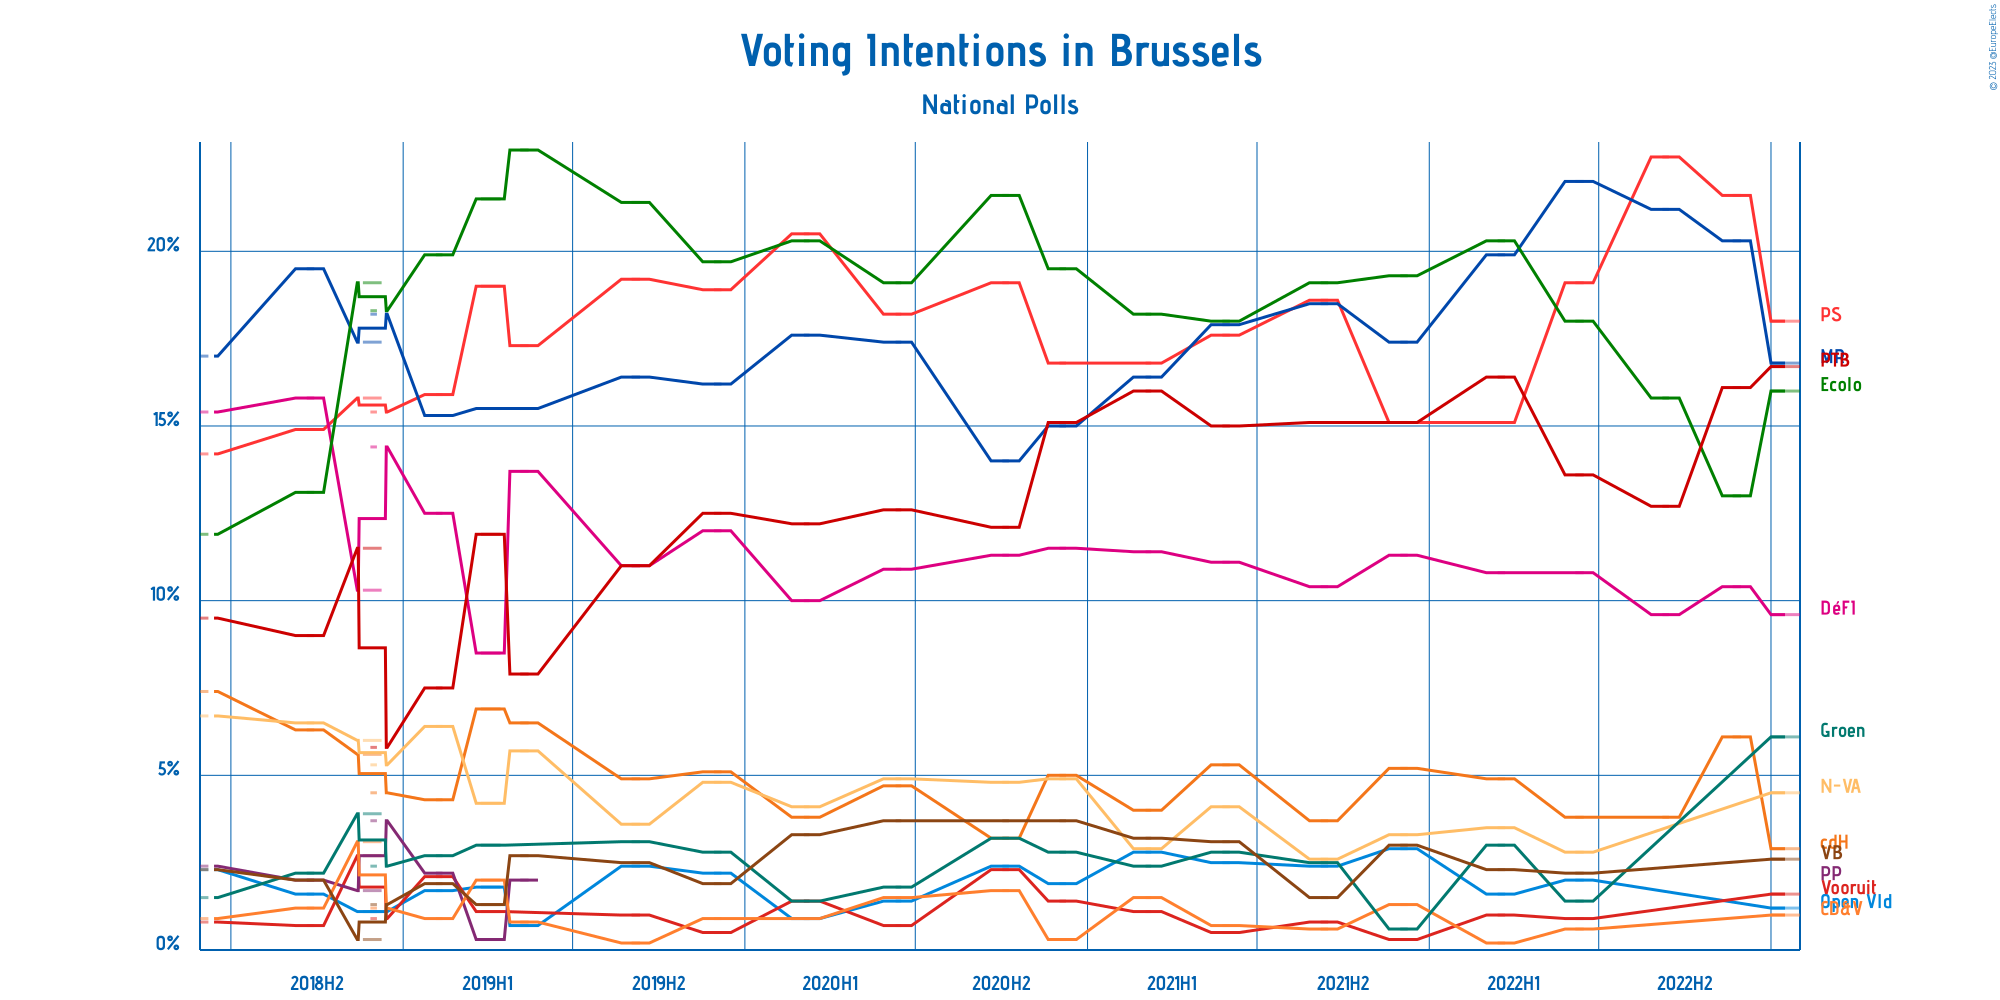 © 2023 @EuropeElects
Voting Intentions in Brussels
National Polls
20%
15%
10%
5%
0%
PS
MR
PTB
Ecolo
DéFI
Groen
N-VA
cdH
VB
PP
Vooruit
Open Vld
CD&V
2018H2
2019H1
2019H2
2020H1
2020H2
2021H1
2021H2
2022H1
2022H2